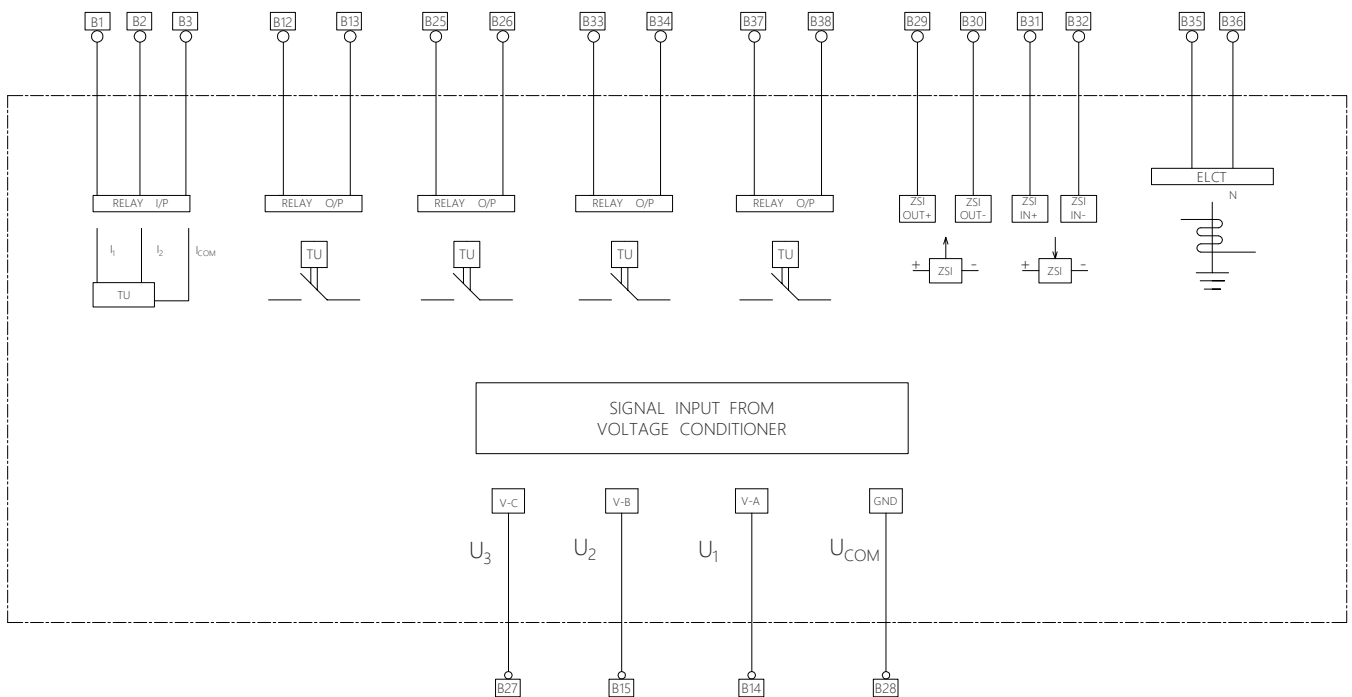 B1 B2 B3 B12 B13 B25 B26 B33 B34 B37 B38 B29 B30 B31 B32 B35 B36
RELAY I/P
RELAY O/P
RELAY O/P
RELAY O/P
RELAY O/P
ZSI
OUT+
ZSI
OUT-
ZSI
IN+
ZSI
IN-
ELCT
N
I1 I2 ICOM
TU
TU
TU
TU
TU
+ ZSI -
+ ZSI -
SIGNAL INPUT FROM
VOLTAGE CONDITIONER
V-C V-B V-A GND
U3 U2 U1 UCOM
B27 B15 B14 B28